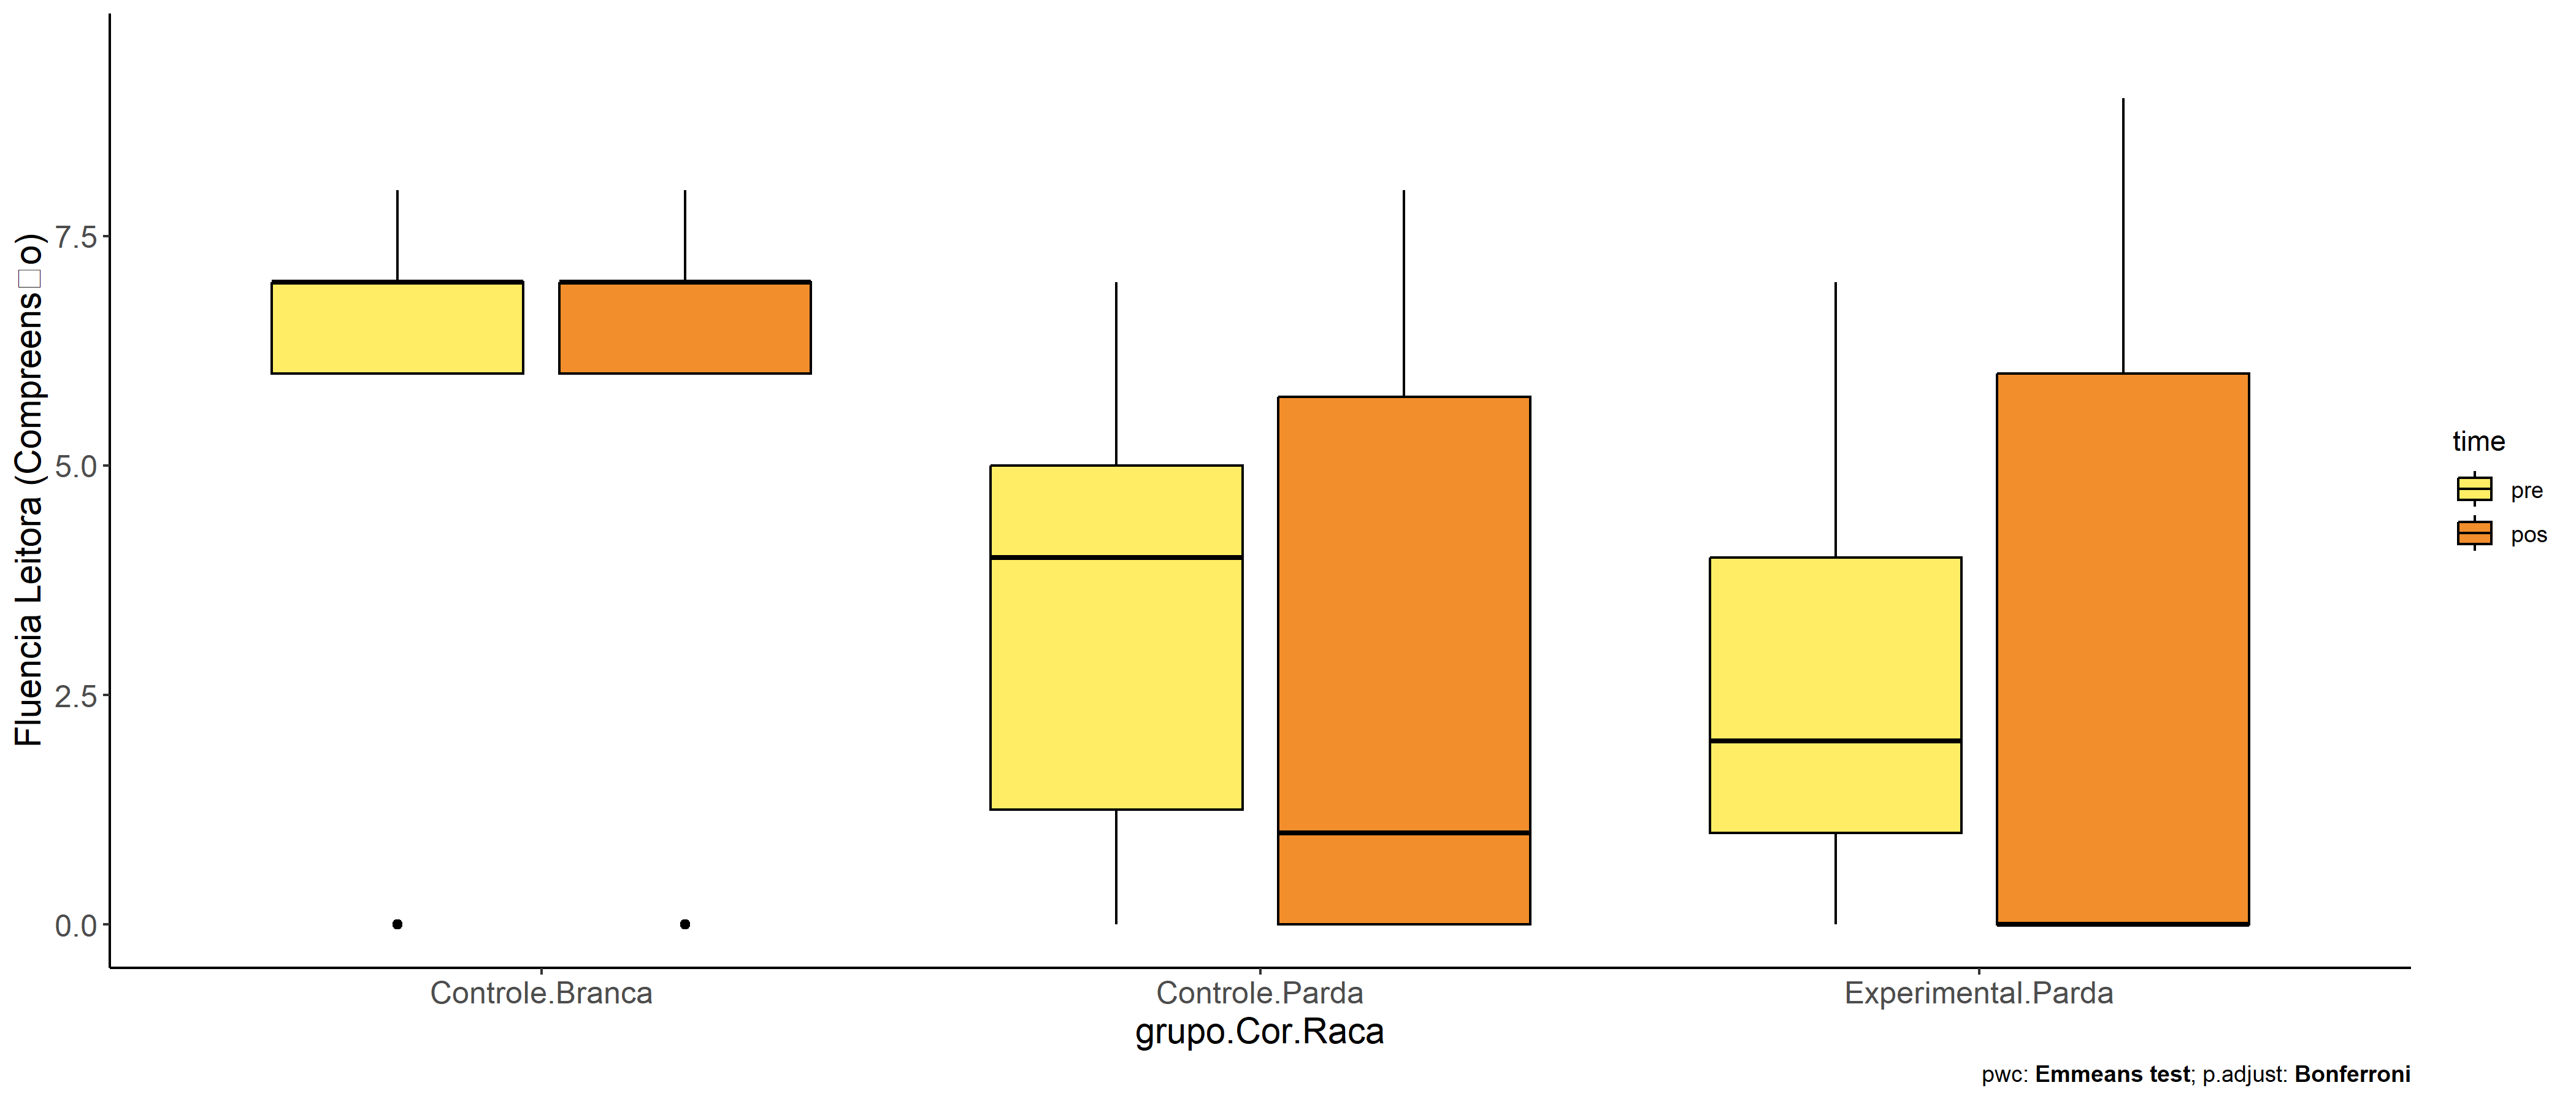 Fluencia Leitora (Compreens□o)
7.5
5.0
2.5
0.0
Controle.Branca
Controle.Parda
Experimental.Parda
grupo.Cor.Raca
time
pre
pos
pwc: Emmeans test; p.adjust: Bonferroni